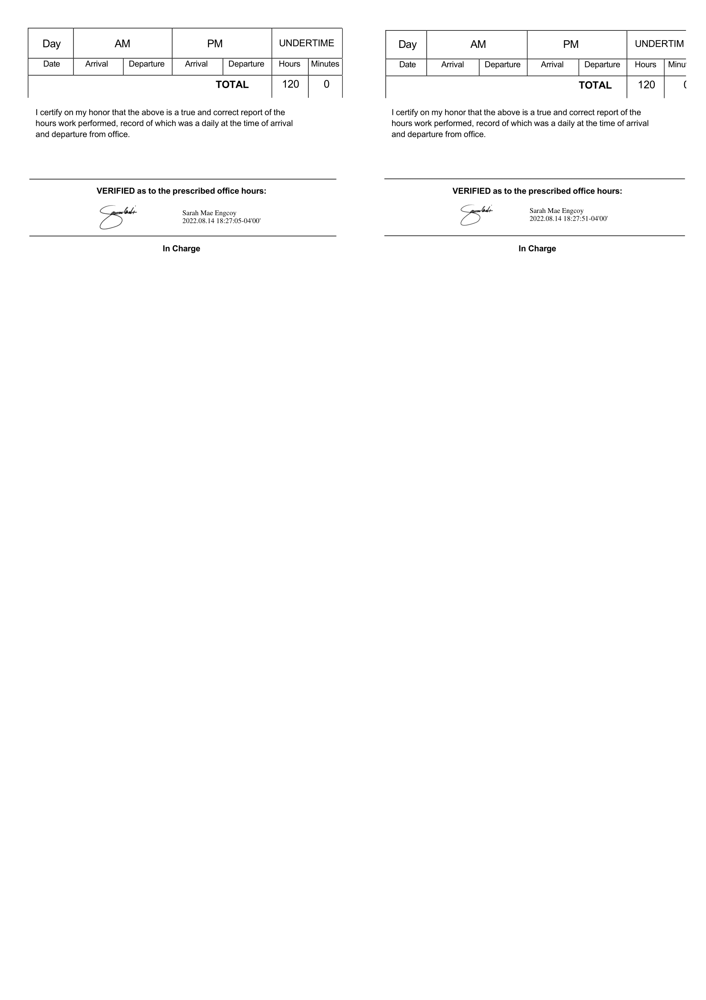 Day AM PM UNDERTIME
Date Arrival Departure Arrival Departure Hours Minutes
TOTAL 120 0
I certify on my honor that the above is a true and correct report of the
hours work performed, record of which was a daily at the time of arrival
and departure from office.
VERIFIED as to the prescribed office hours:
Sarah Mae Engcoy
2022.08.14 18:27:05-04'00'
In Charge
Day AM PM UNDERTIM
Date Arrival Departure Arrival Departure Hours Minu
TOTAL 120 0
I certify on my honor that the above is a true and correct report of the
hours work performed, record of which was a daily at the time of arrival
and departure from office.
VERIFIED as to the prescribed office hours:
Sarah Mae Engcoy
2022.08.14 18:27:51-04'00'
In Charge